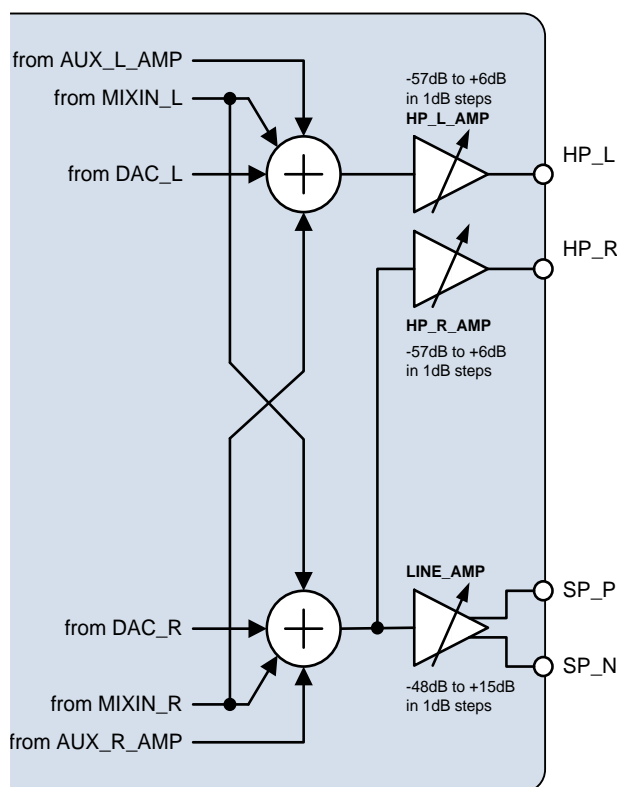 from AUX_L_AMP
from MIXIN_L
from DAC_L
-57dB to +6dB
in 1dB steps
HP_L_AMP
HP_L
HP_R
HP_R_AMP
-57dB to +6dB
in 1dB steps
LINE_AMP
SP_P
from DAC_R
SP_N
-48dB to +15dB
in 1dB steps
from MIXIN_R
from AUX_R_AMP